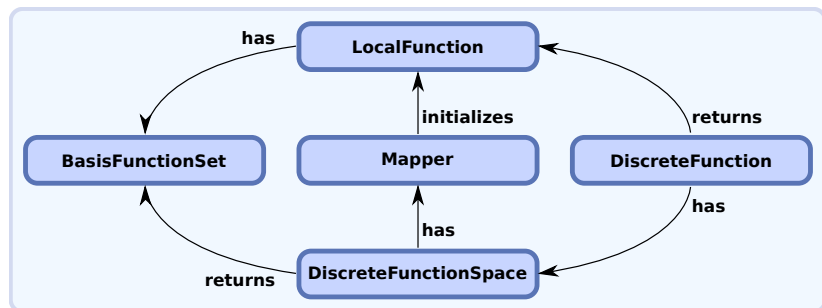 has
LocalFunction
initializes
returns
BasisFunctionSet
Mapper
DiscreteFunction
has
has
returns
DiscreteFunctionSpace